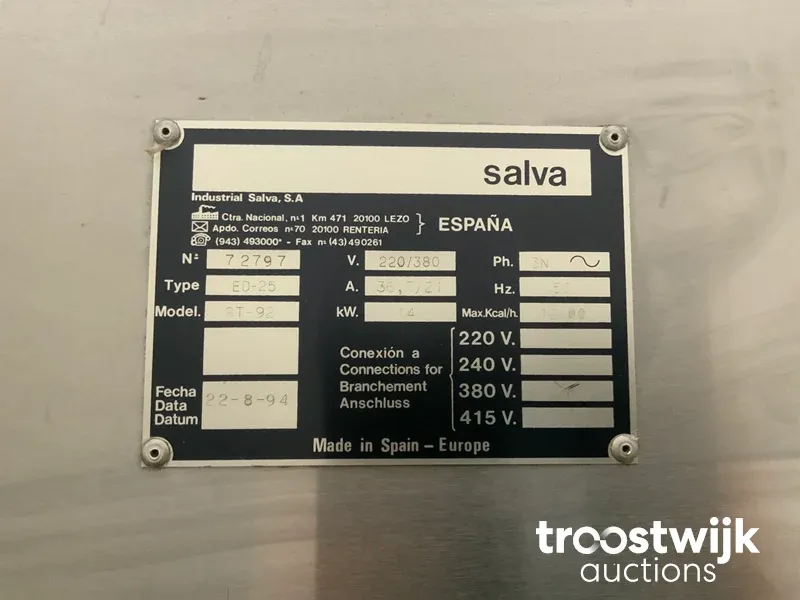 salva
Industrial Salva, S.A
Ctra. Nacional, nº1 Km 471 20100 LEZO
Apdo. Correos nº70 20100 RENTERIA
(943) 493000* - Fax nº (43) 490261
ESPAÑA
Nº 72797 V. 220/380 Ph. 3N
Type ED-25 A. Hz.
Model. kW. 14 Max.Kcal/h.
Conexión a
Connections for
Branchement
Anschluss
220 V.
240 V.
380 V.
415 V.
Fecha
Data
Datum
22-8-94
Made in Spain – Europe
troostwijk
auctions